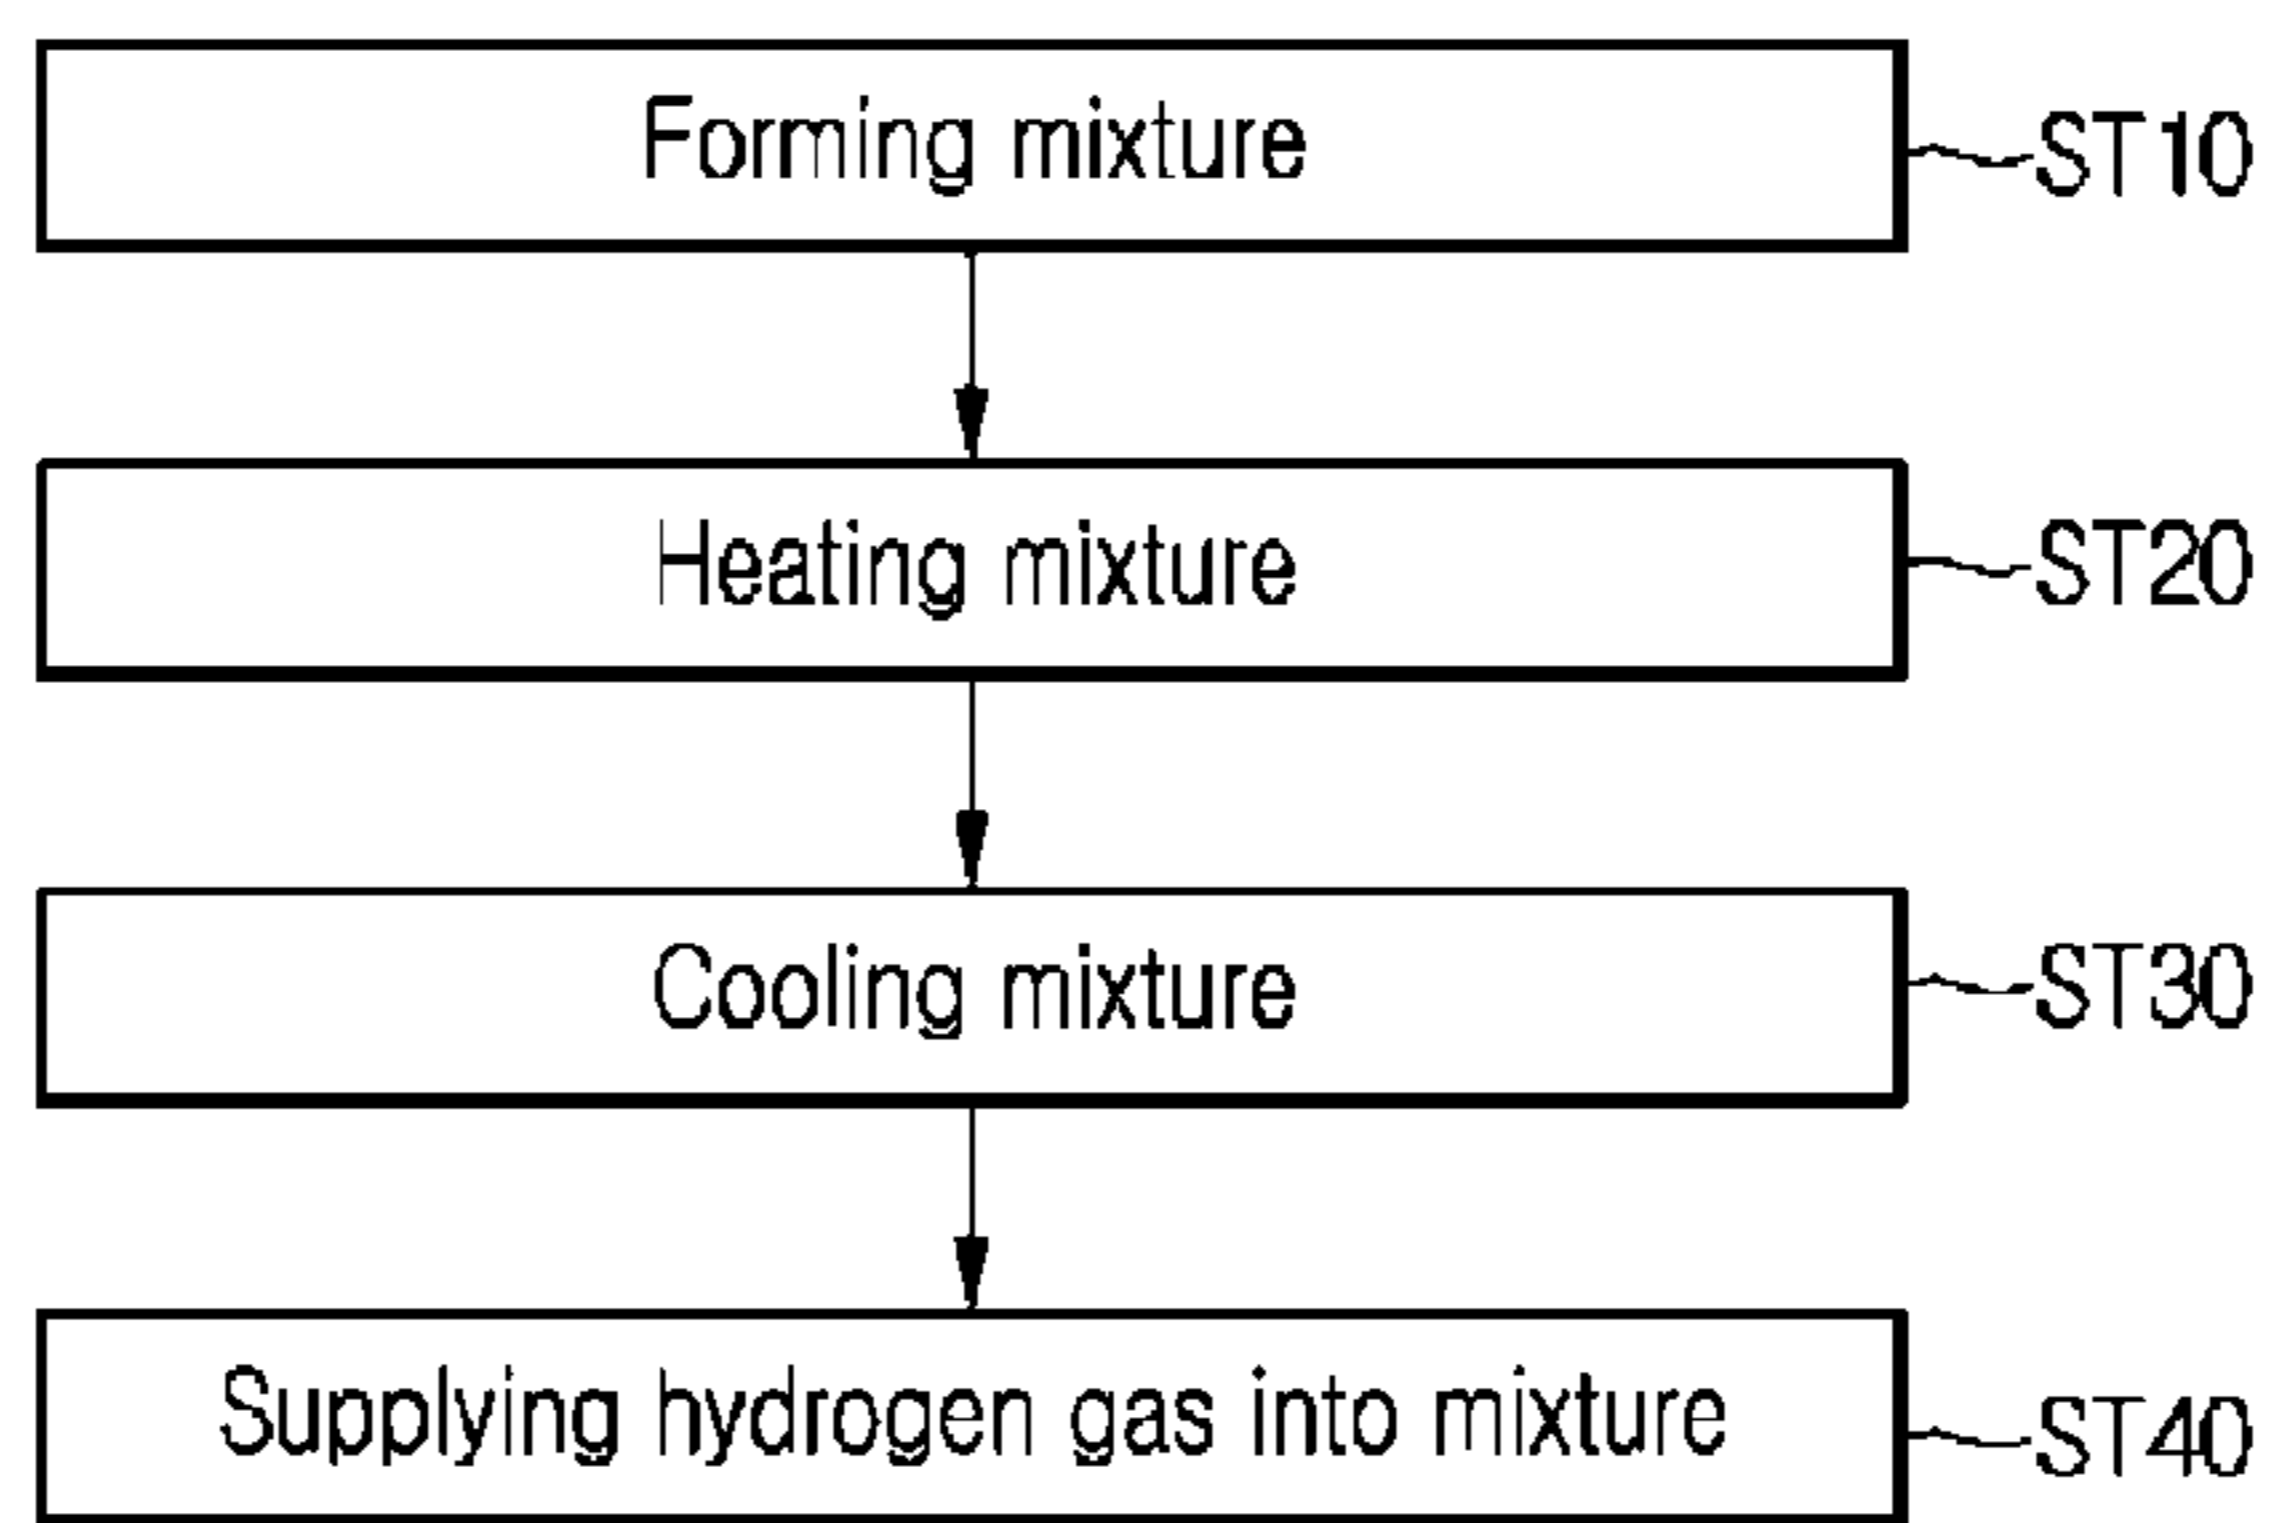 Forming mixture ST10
Heating mixture ST20
Cooling mixture ST30
Supplying hydrogen gas into mixture ST40